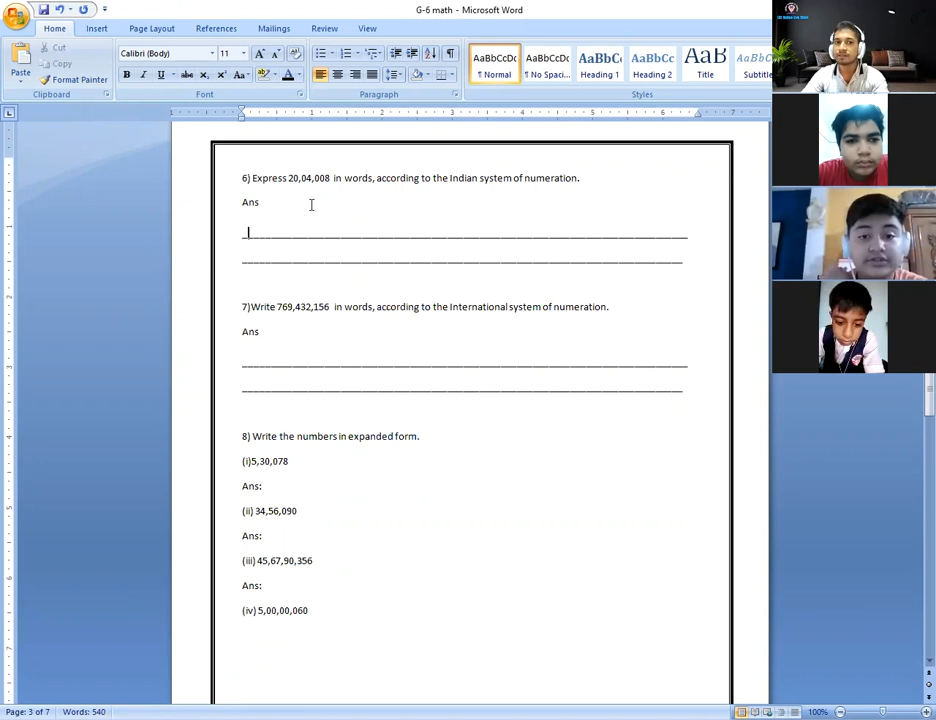 G-6 math - Microsoft Word
Home Insert Page Layout References Mailings Review View
Cut
Copy
Format Painter
Paste
Clipboard
Calibri (Body) 11
Font
Paragraph
AaBbCcDc AaBbCcDc AaBbC AaBbCc AaB AaBbCc
¶ Normal ¶ No Spaci... Heading 1 Heading 2 Title Subtitle
Styles
6) Express 20,04,008 in words, according to the Indian system of numeration.
Ans
7)Write 769,432,156 in words, according to the International system of numeration.
Ans
8) Write the numbers in expanded form.
(i)5,30,078
Ans:
(ii) 34,56,090
Ans:
(iii) 45,67,90,356
Ans:
(iv) 5,00,00,060
Page: 3 of 7 Words: 540
100%